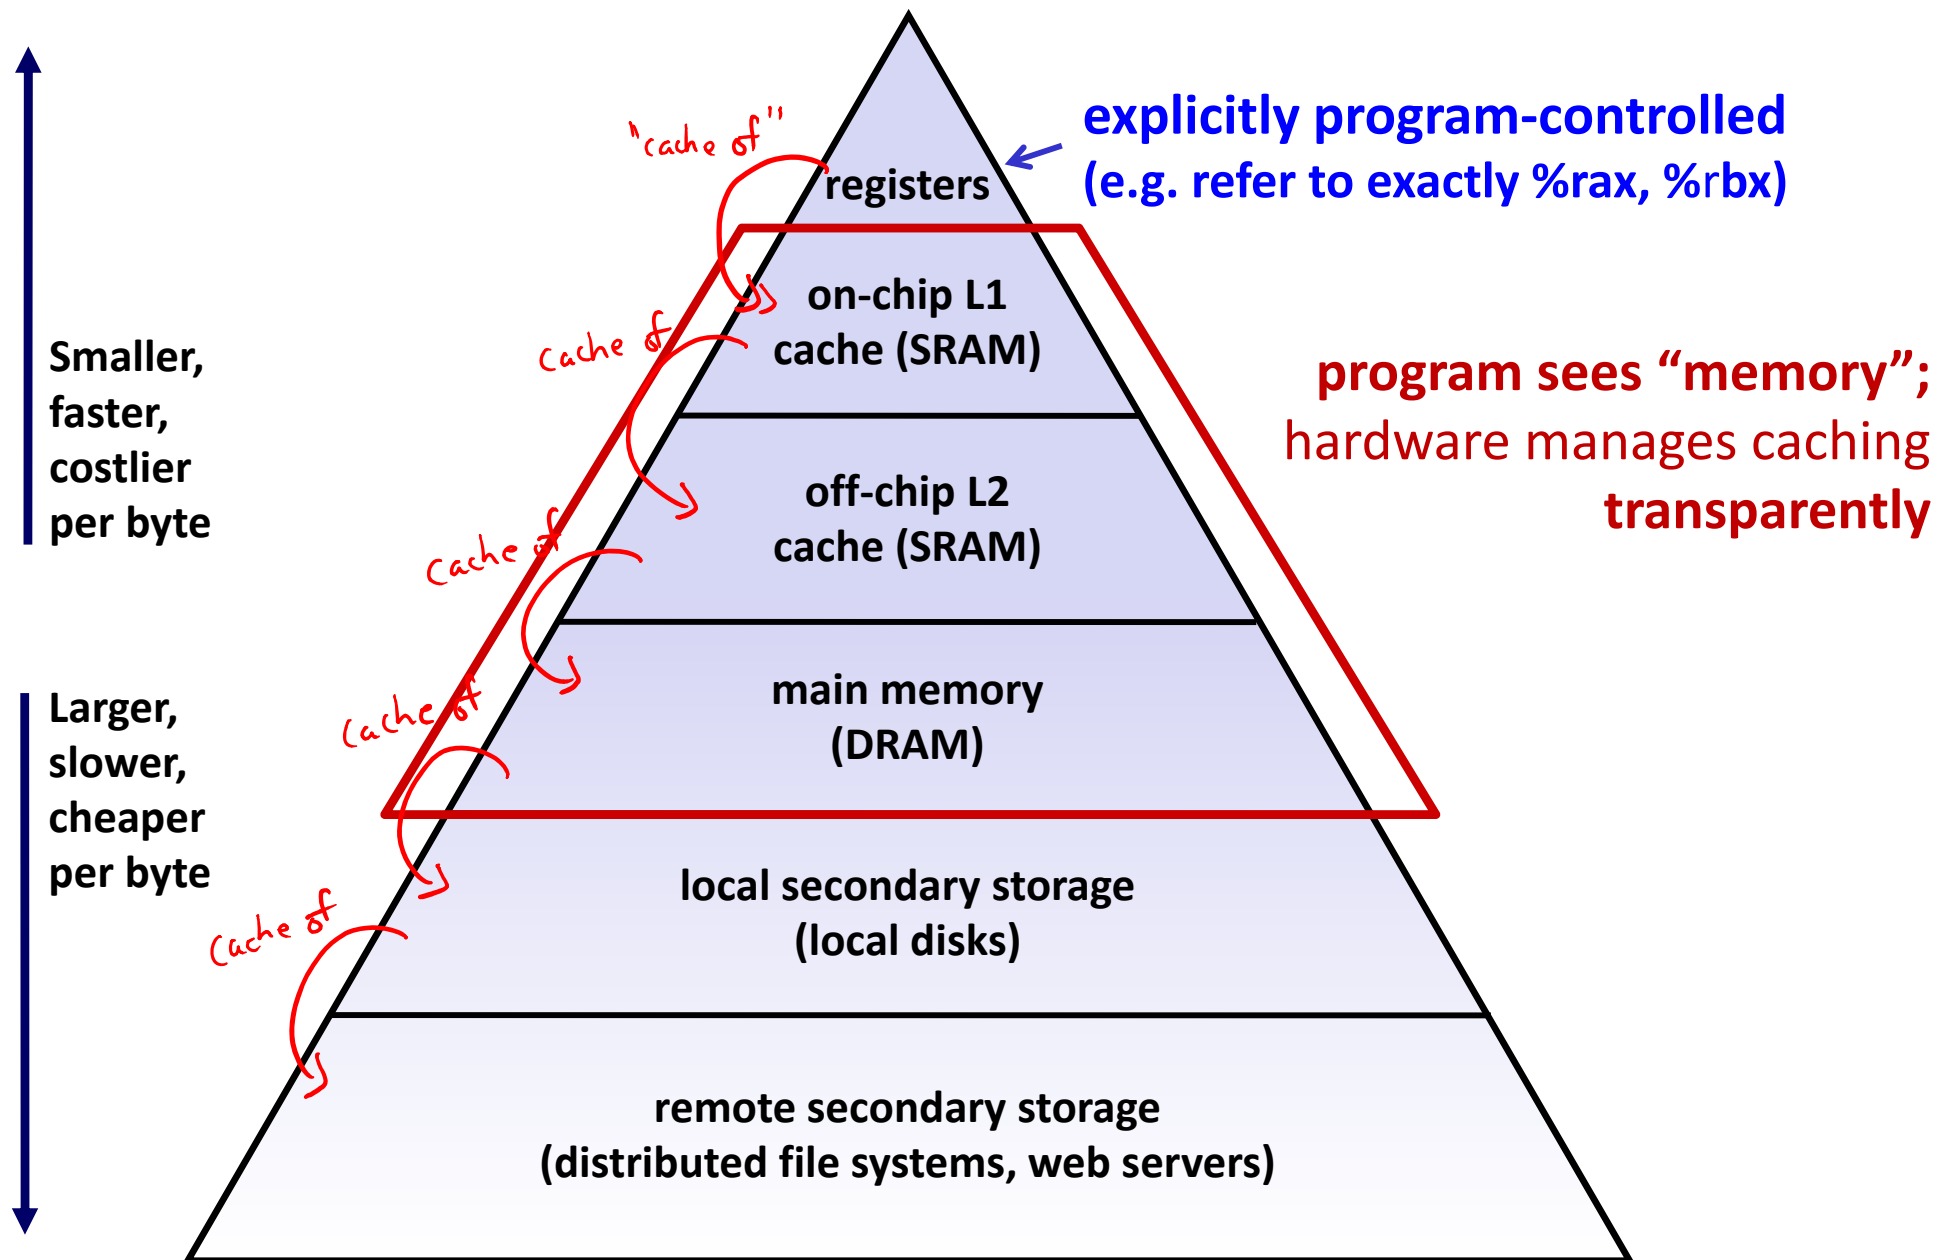 "cache of"
explicitly program-controlled
(e.g. refer to exactly %rax, %rbx)
registers
on-chip L1
cache (SRAM)
cache of
Smaller,
faster,
costlier
per byte
program sees “memory”;
hardware manages caching
transparently
off-chip L2
cache (SRAM)
cache of
main memory
(DRAM)
cache of
Larger,
slower,
cheaper
per byte
local secondary storage
(local disks)
cache of
remote secondary storage
(distributed file systems, web servers)